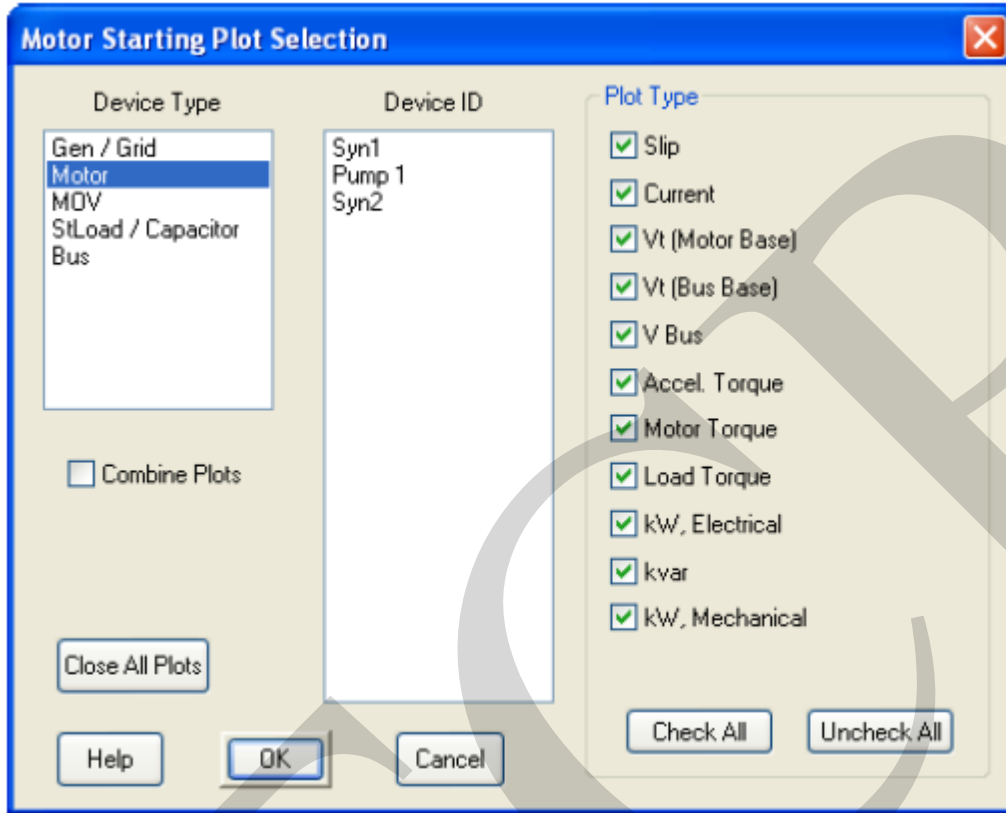 Motor Starting Plot Selection
Device Type
Gen / Grid
Motor
MOV
StLoad / Capacitor
Bus
Combine Plots
Close All Plots
Device ID
Syn1
Pump 1
Syn2
Plot Type
Slip
Current
Vt (Motor Base)
Vt (Bus Base)
V Bus
Accel. Torque
Motor Torque
Load Torque
kW, Electrical
kvar
kW, Mechanical
Check All
Uncheck All
Help
OK
Cancel